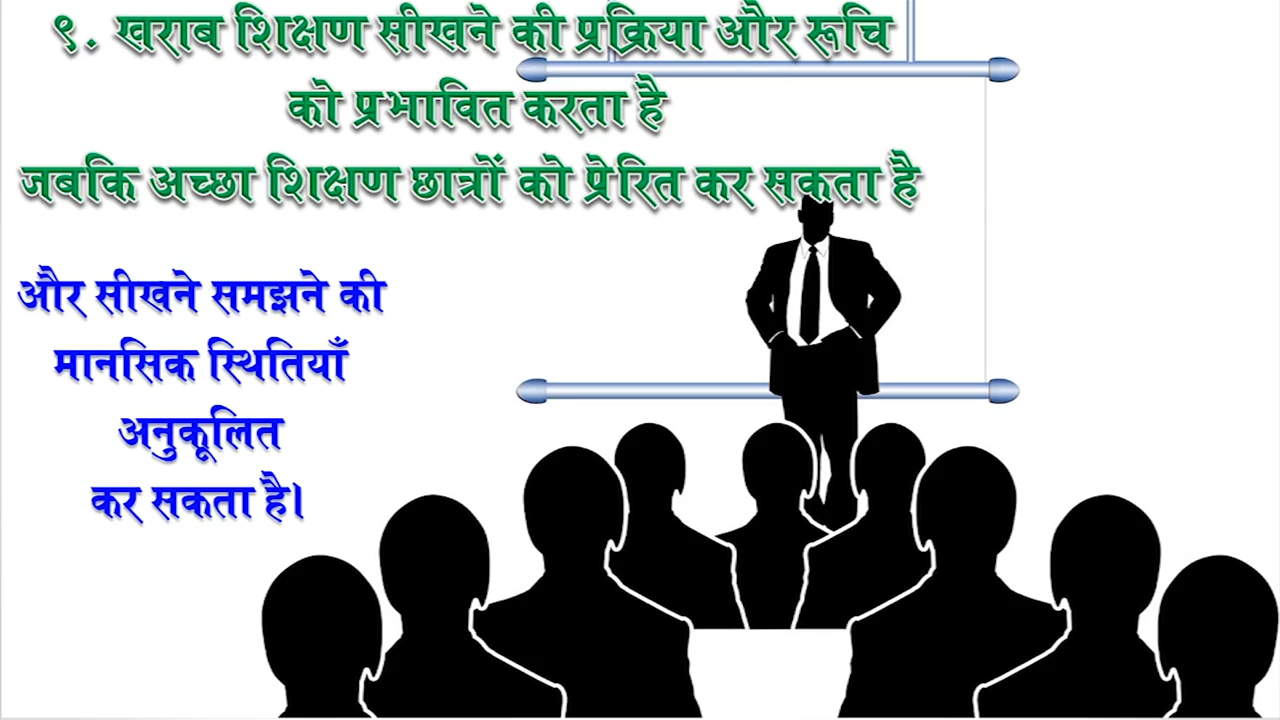 ९. खराब शिक्षण सीखने की प्रक्रिया और रूचि
को प्रभावित करता है
जबकि अच्छा शिक्षण छात्रों को प्रेरित कर सकता है
और सीखने समझने की
मानसिक स्थितियाँ
अनुकूलित
कर सकता है।